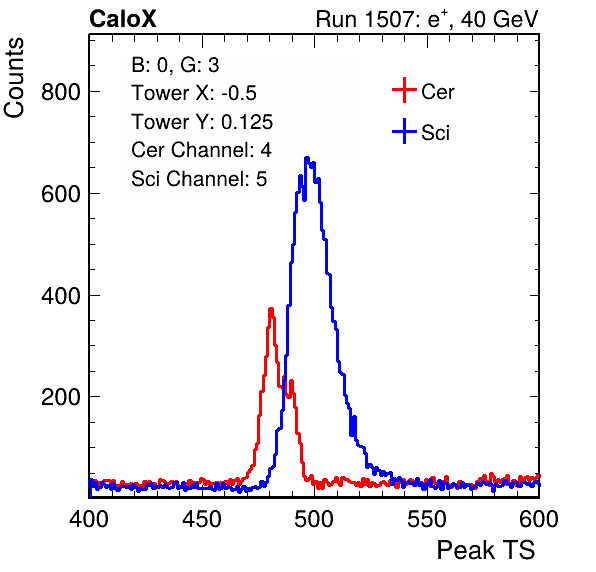 CaloX Run 1507: e⁺, 40 GeV
Counts
B: 0, G: 3
Tower X: -0.5
Tower Y: 0.125
Cer Channel: 4
Sci Channel: 5
Cer
Sci
800
600
400
200
400 450 500 550 600
Peak TS